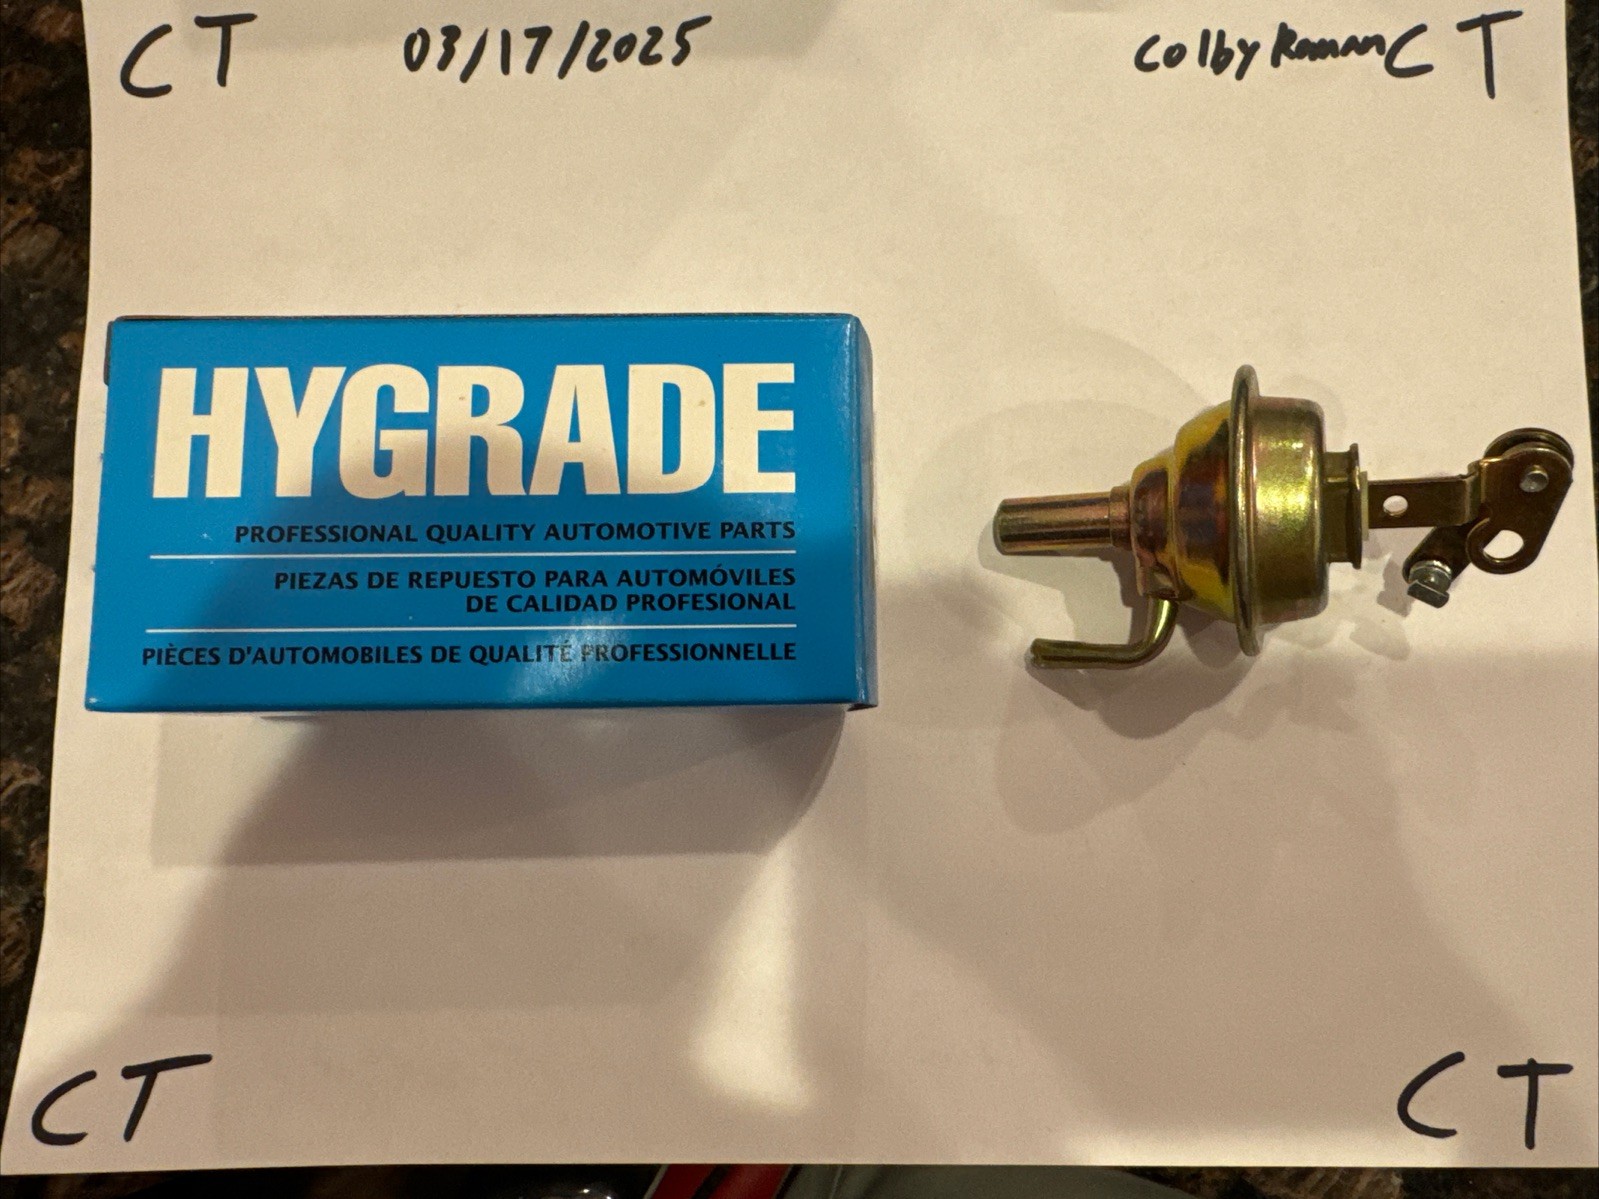 CT 03/17/2025 Colby Roman CT
HYGRADE
PROFESSIONAL QUALITY AUTOMOTIVE PARTS
PIEZAS DE REPUESTO PARA AUTOMÓVILES
DE CALIDAD PROFESIONAL
PIÈCES D'AUTOMOBILES DE QUALITÉ PROFESSIONNELLE
CT CT